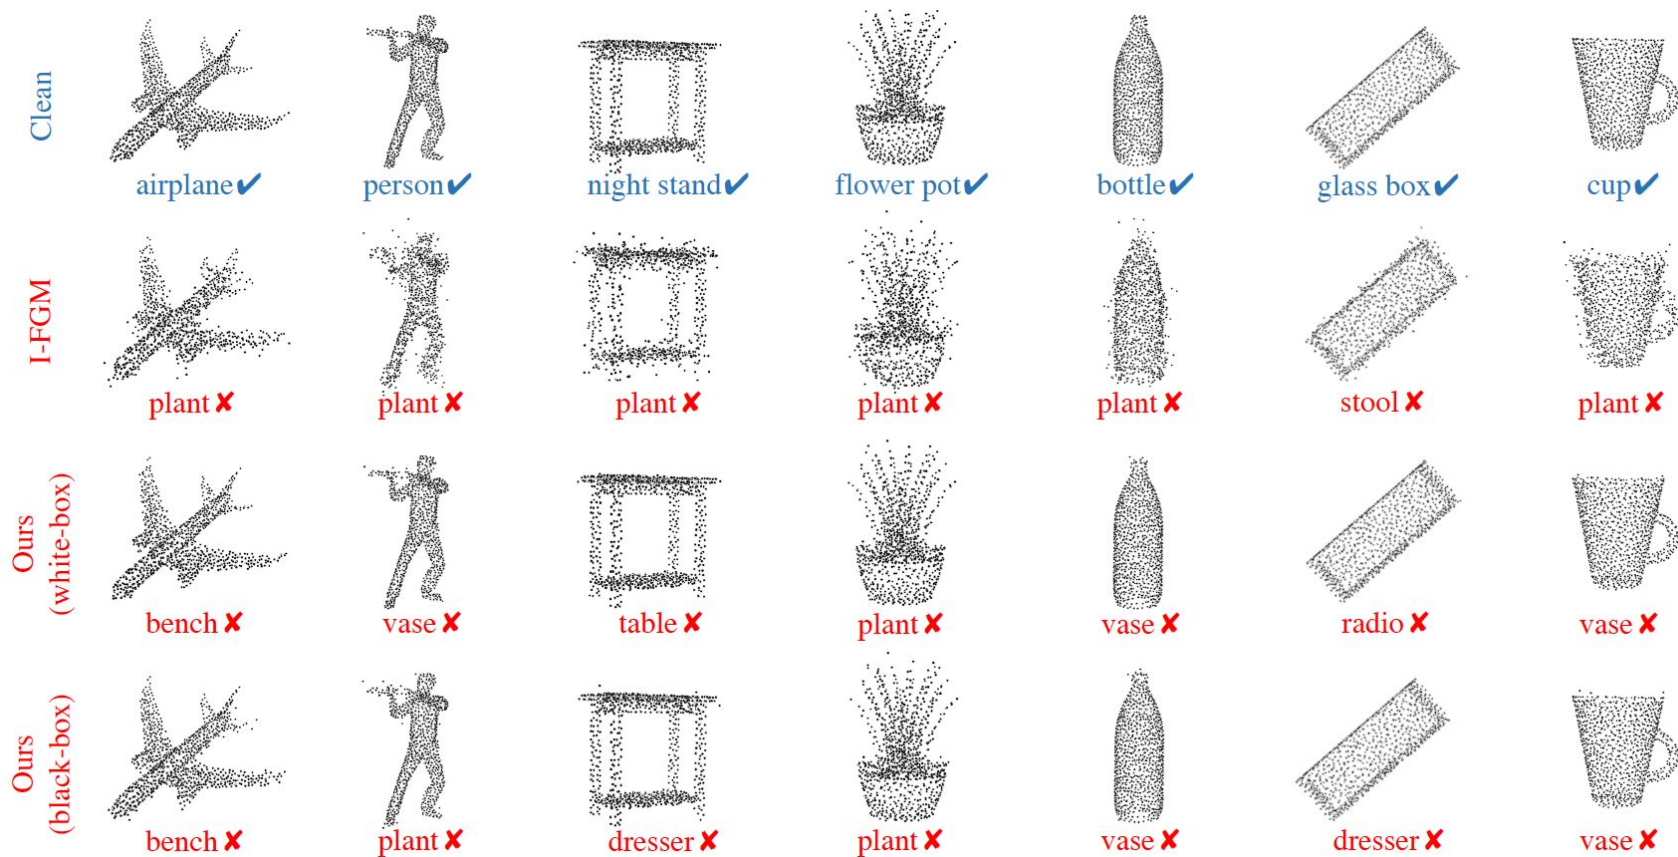 Clean
airplane✔ person✔ night stand✔ flower pot✔ bottle✔ glass box✔ cup✔
I-FGM
plant✘ plant✘ plant✘ plant✘ plant✘ stool✘ plant✘
Ours
(white-box)
bench✘ vase✘ table✘ plant✘ vase✘ radio✘ vase✘
Ours
(black-box)
bench✘ plant✘ dresser✘ plant✘ vase✘ dresser✘ vase✘